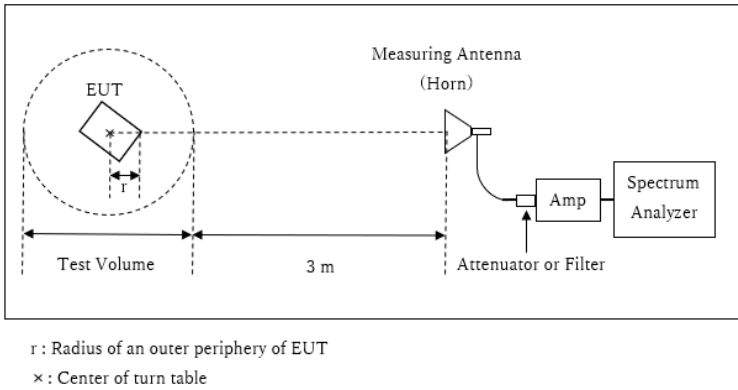 Measuring Antenna
(Horn)
EUT
r
Amp
Spectrum
Analyzer
Test Volume
3 m
Attenuator or Filter
r : Radius of an outer periphery of EUT
× : Center of turn table